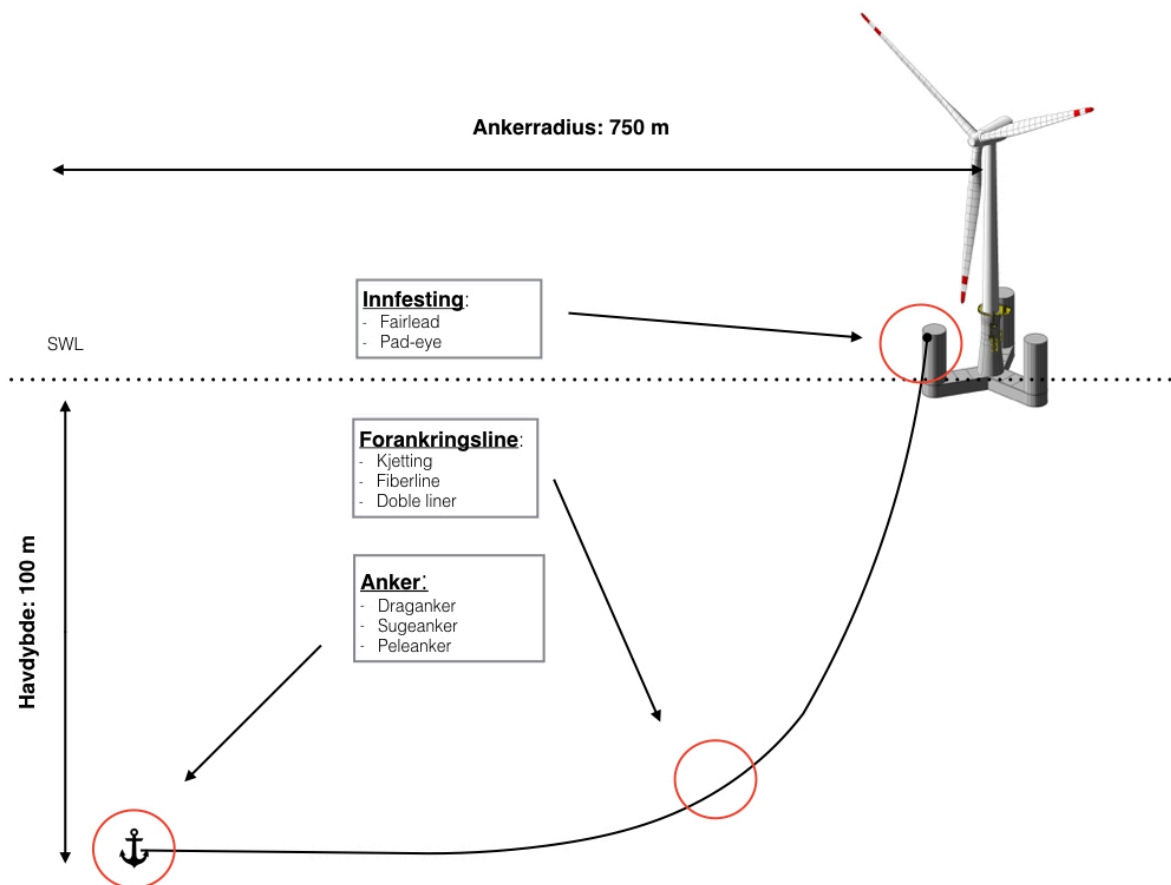 Ankerradius: 750 m
Innfesting:
- Fairlead
- Pad-eye
SWL
Forankringsline:
- Kjetting
- Fiberline
- Doble liner
Anker:
- Draganker
- Sugeanker
- Peleanker
Havdybde: 100 m